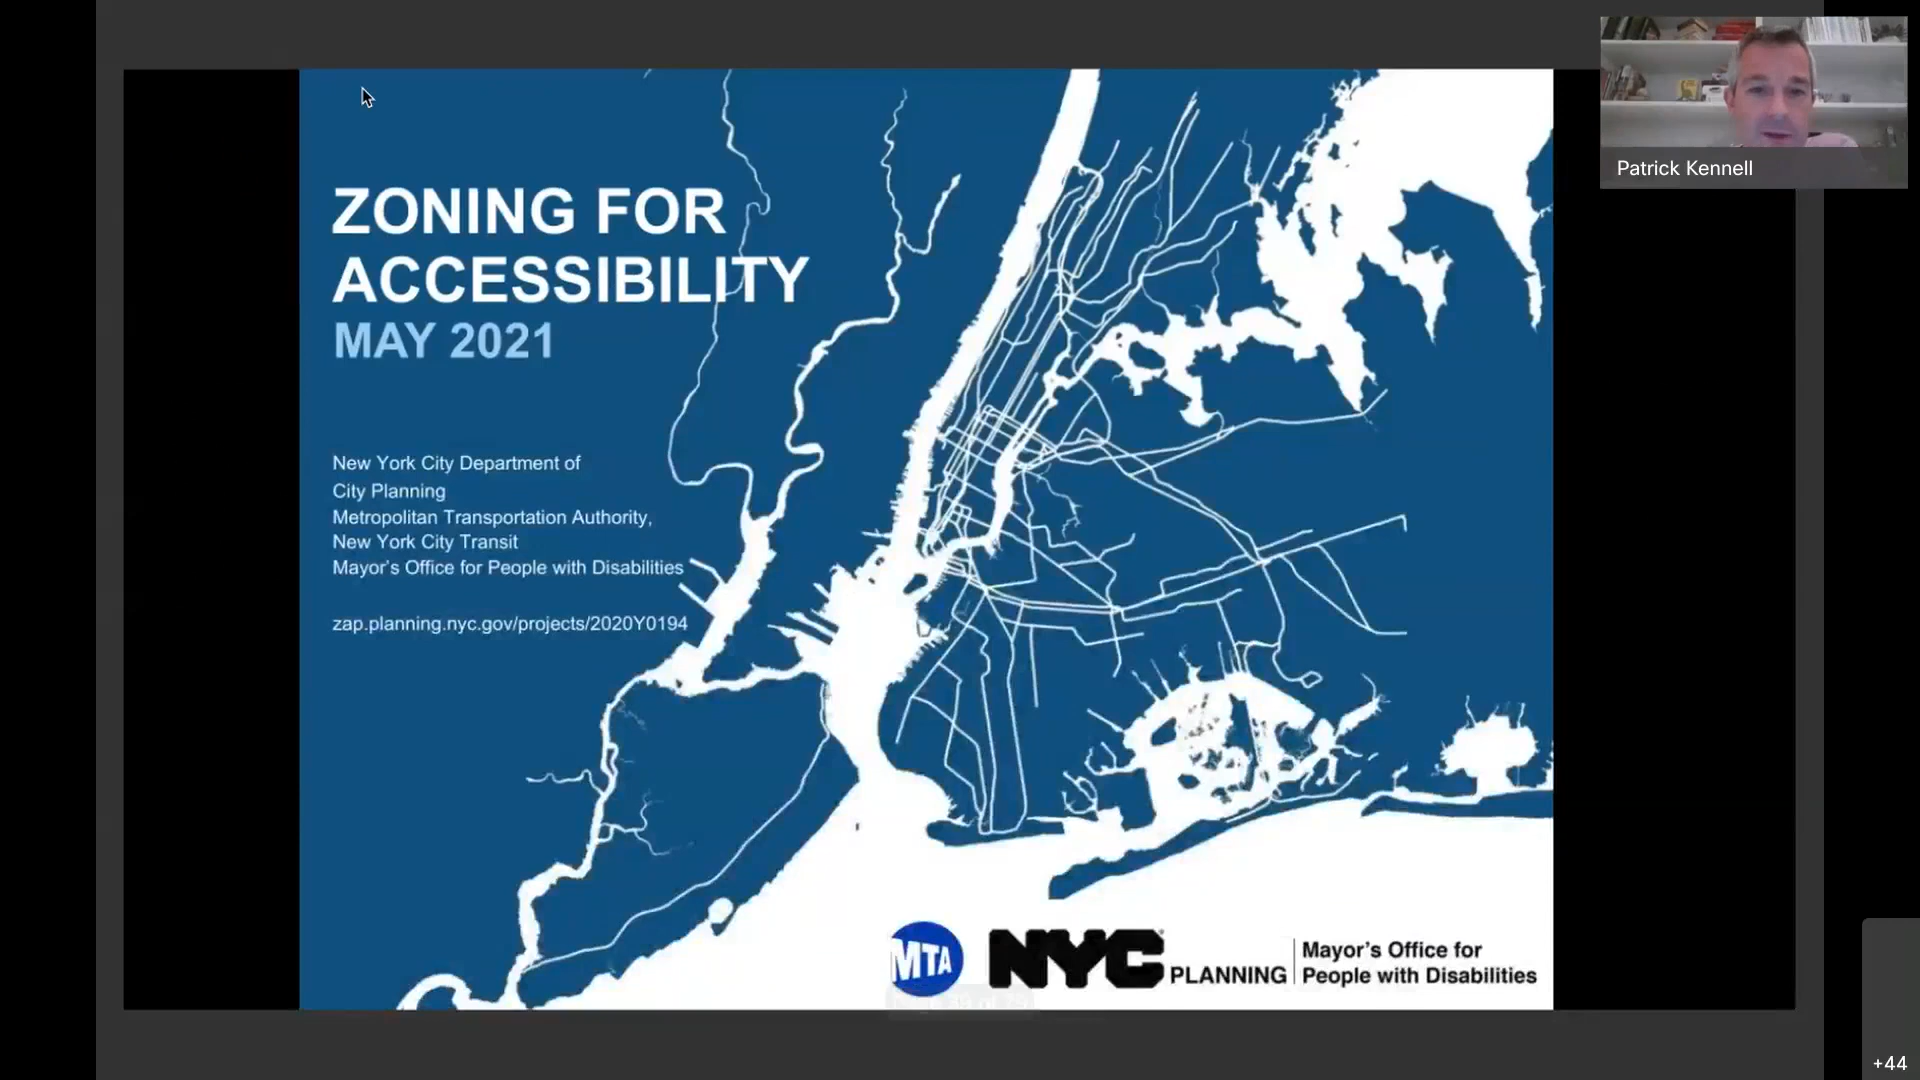 Patrick Kennell
ZONING FOR
ACCESSIBILITY
MAY 2021
New York City Department of
City Planning
Metropolitan Transportation Authority,
New York City Transit
Mayor's Office for People with Disabilities
zap.planning.nyc.gov/projects/2020Y0194
MTA
NYC
PLANNING
Mayor's Office for
People with Disabilities
+44